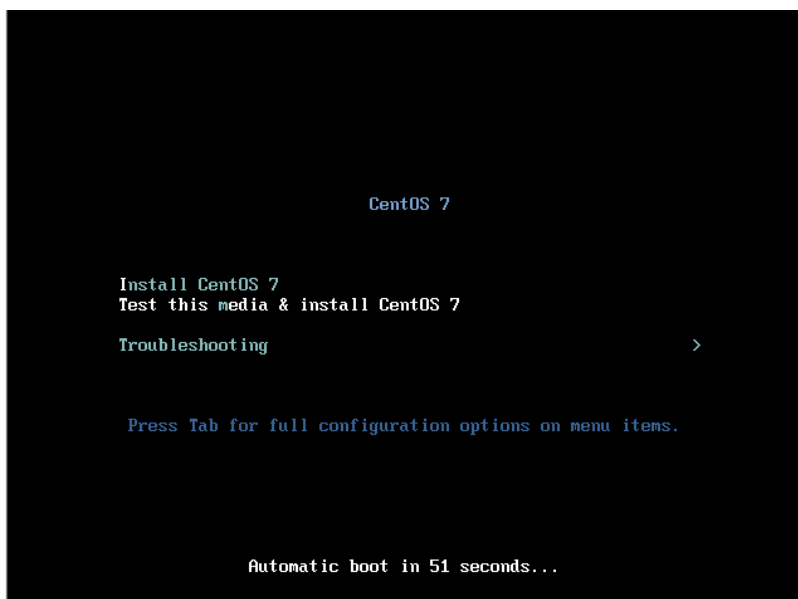 CentOS 7
Install CentOS 7
Test this media & install CentOS 7
Troubleshooting >
Press Tab for full configuration options on menu items.
Automatic boot in 51 seconds...